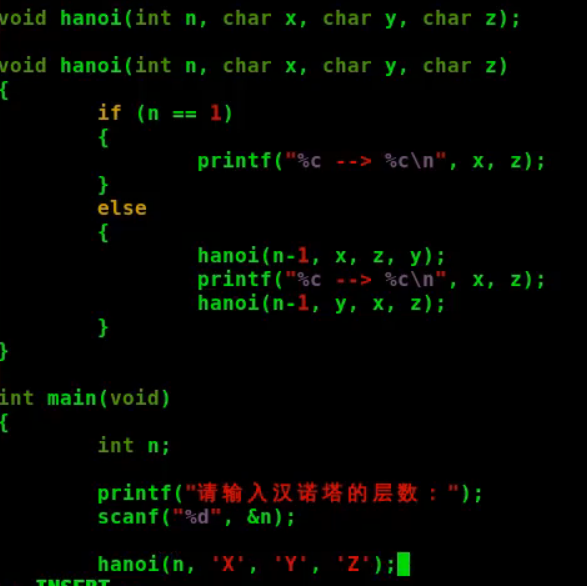 void hanoi(int n, char x, char y, char z);
void hanoi(int n, char x, char y, char z)
{
if (n == 1)
{
printf("%c --> %c\n", x, z);
}
else
{
hanoi(n-1, x, z, y);
printf("%c --> %c\n", x, z);
hanoi(n-1, y, x, z);
}
}
int main(void)
{
int n;
printf("请输入汉诺塔的层数：");
scanf("%d", &n);
hanoi(n, 'X', 'Y', 'Z');
INSERT